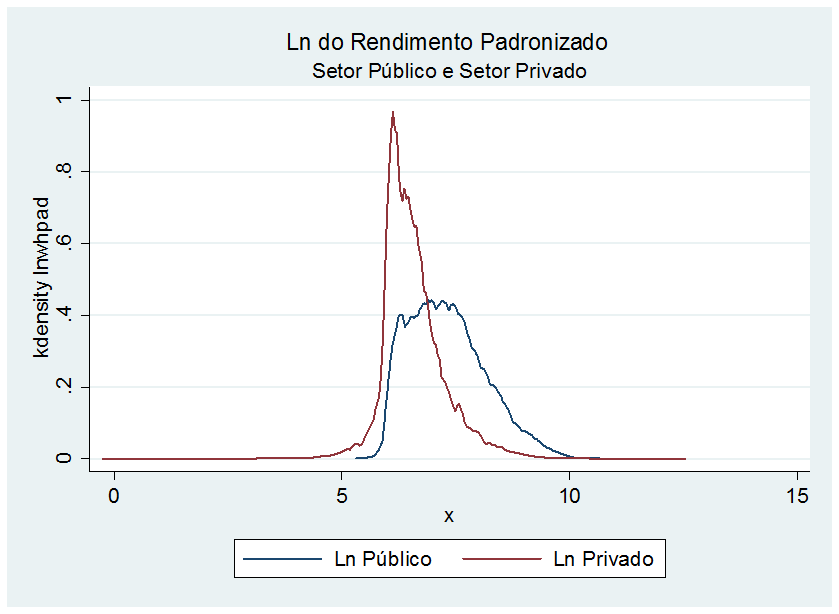 Ln do Rendimento Padronizado
Setor Público e Setor Privado
kdensity lnwhpad
1
.8
.6
.4
.2
0
0 5 10 15
x
Ln Público Ln Privado